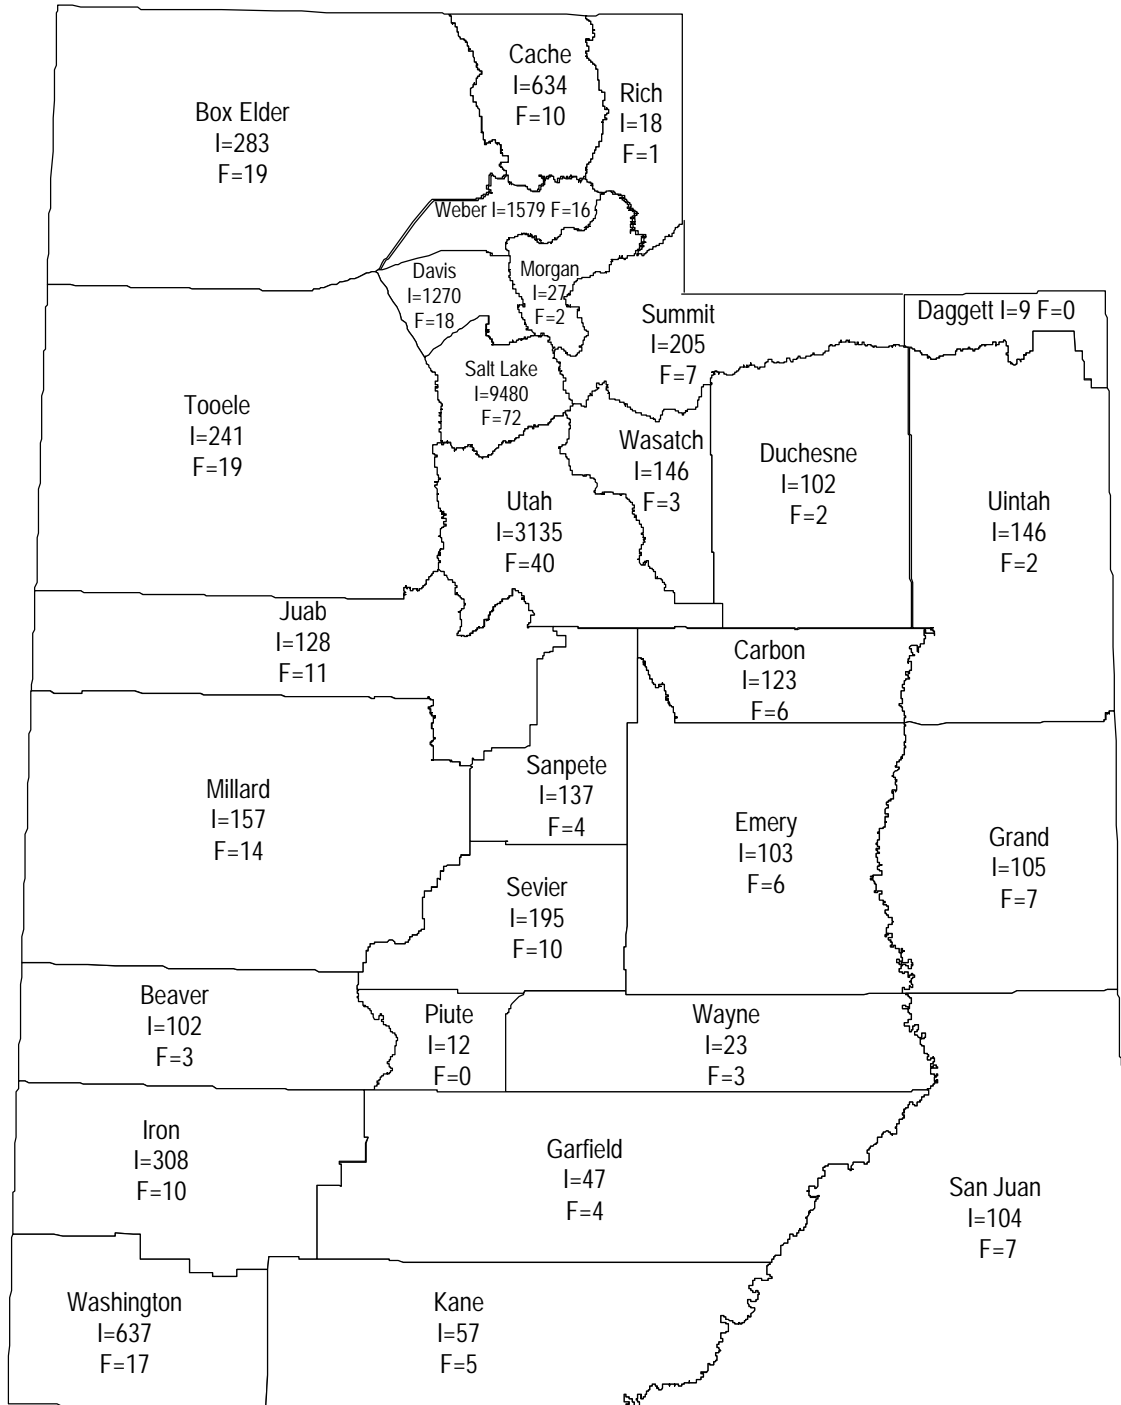 Cache
I=634
F=10
Rich
I=18
F=1
Box Elder
I=283
F=19
Weber I=1579 F=16
Davis
I=1270
F=18
Morgan
I=27
F=2
Summit
I=205
F=7
Daggett I=9 F=0
Salt Lake
I=9480
F=72
Tooele
I=241
F=19
Wasatch
I=146
F=3
Duchesne
I=102
F=2
Utah
I=3135
F=40
Uintah
I=146
F=2
Juab
I=128
F=11
Carbon
I=123
F=6
Millard
I=157
F=14
Sanpete
I=137
F=4
Emery
I=103
F=6
Grand
I=105
F=7
Sevier
I=195
F=10
Beaver
I=102
F=3
Piute
I=12
F=0
Wayne
I=23
F=3
Iron
I=308
F=10
Garfield
I=47
F=4
San Juan
I=104
F=7
Washington
I=637
F=17
Kane
I=57
F=5